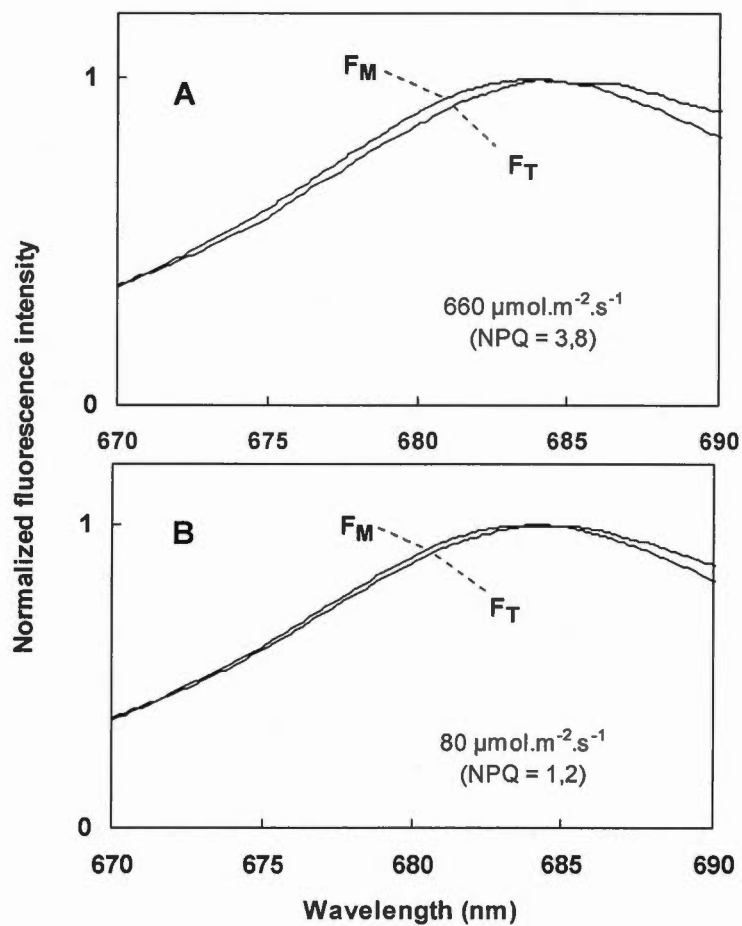 Normalized fluorescence intensity
1
A
FM
FT
660 µmol.m-2.s-1
(NPQ = 3,8)
0
670 675 680 685 690
1
B
FM
FT
80 µmol.m-2.s-1
(NPQ = 1,2)
0
670 675 680 685 690
Wavelength (nm)